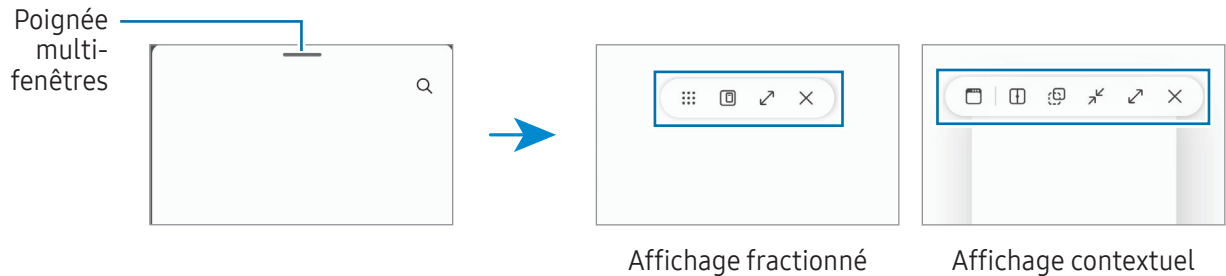 Poignée
multi-
fenêtres
Affichage fractionné
Affichage contextuel